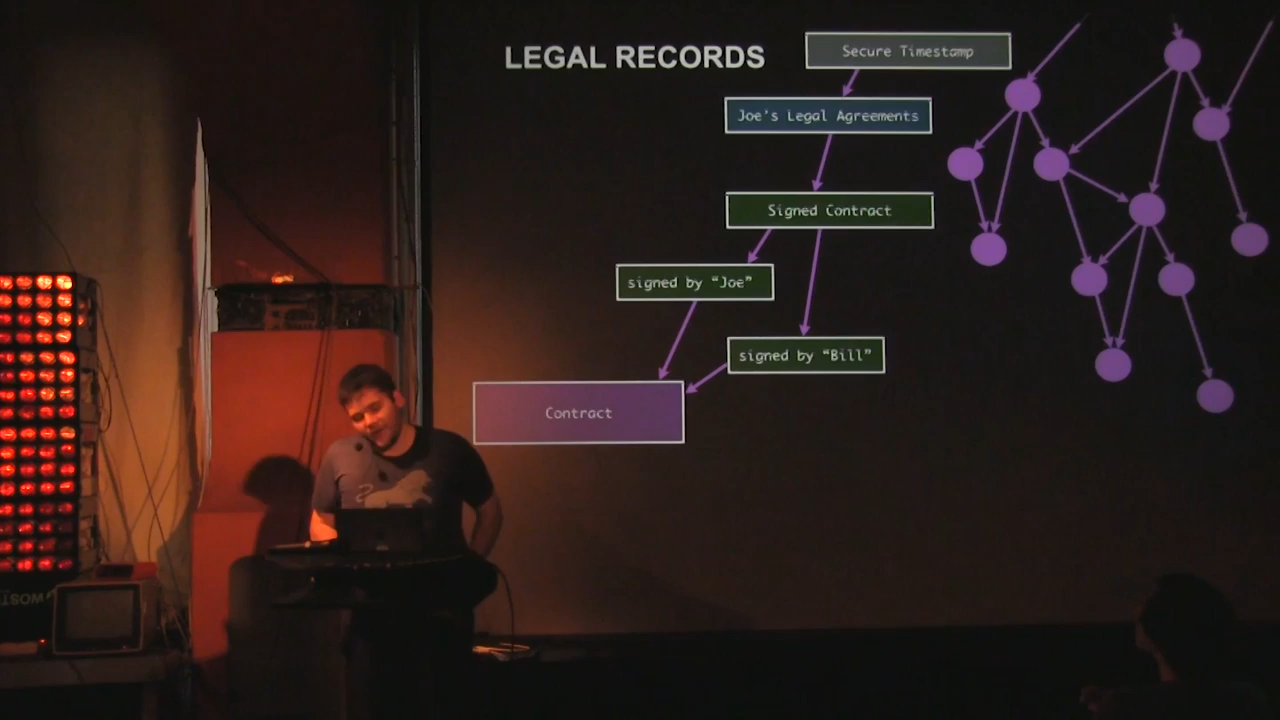 LEGAL RECORDS
Secure Timestamp
Joe's Legal Agreements
Signed Contract
signed by “Joe”
signed by “Bill”
Contract